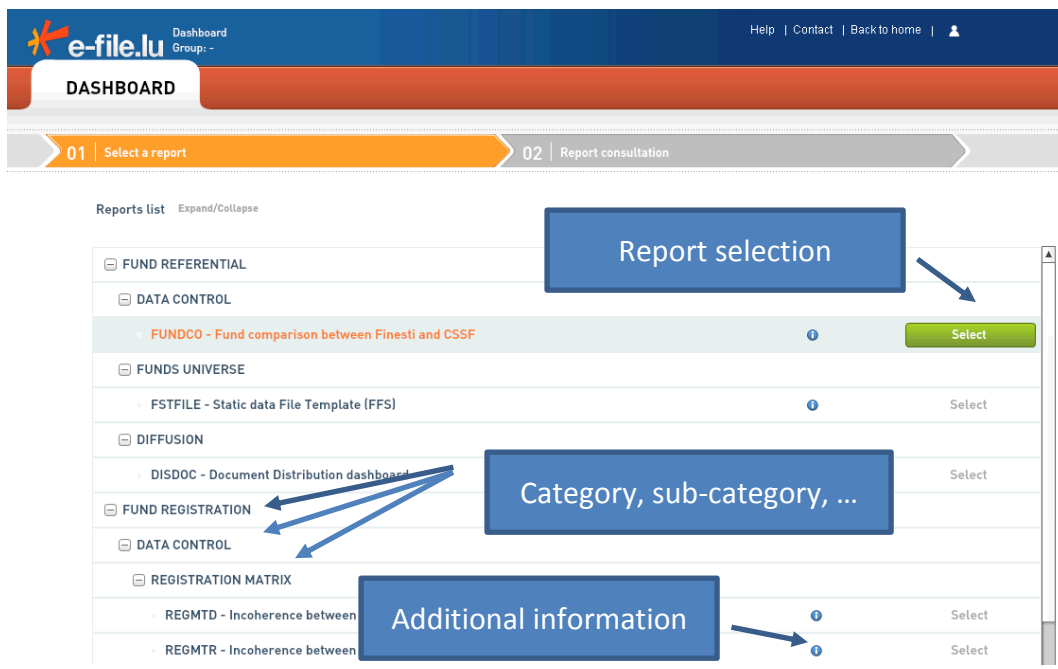 e-file.lu
Dashboard
Group: -
Help | Contact | Back to home |
DASHBOARD
01 | Select a report
02 | Report consultation
Reports list Expand/Collapse
Report selection
FUND REFERENTIAL
DATA CONTROL
FUNDCO - Fund comparison between Finesti and CSSF Select
FUNDS UNIVERSE
FSTFILE - Static data File Template (FFS) Select
DIFFUSION
DISDOC - Document Distribution dashboard Select
Category, sub-category, ...
FUND REGISTRATION
DATA CONTROL
REGISTRATION MATRIX
Additional information
REGMTD - Incoherence between Select
REGMTR - Incoherence between Select